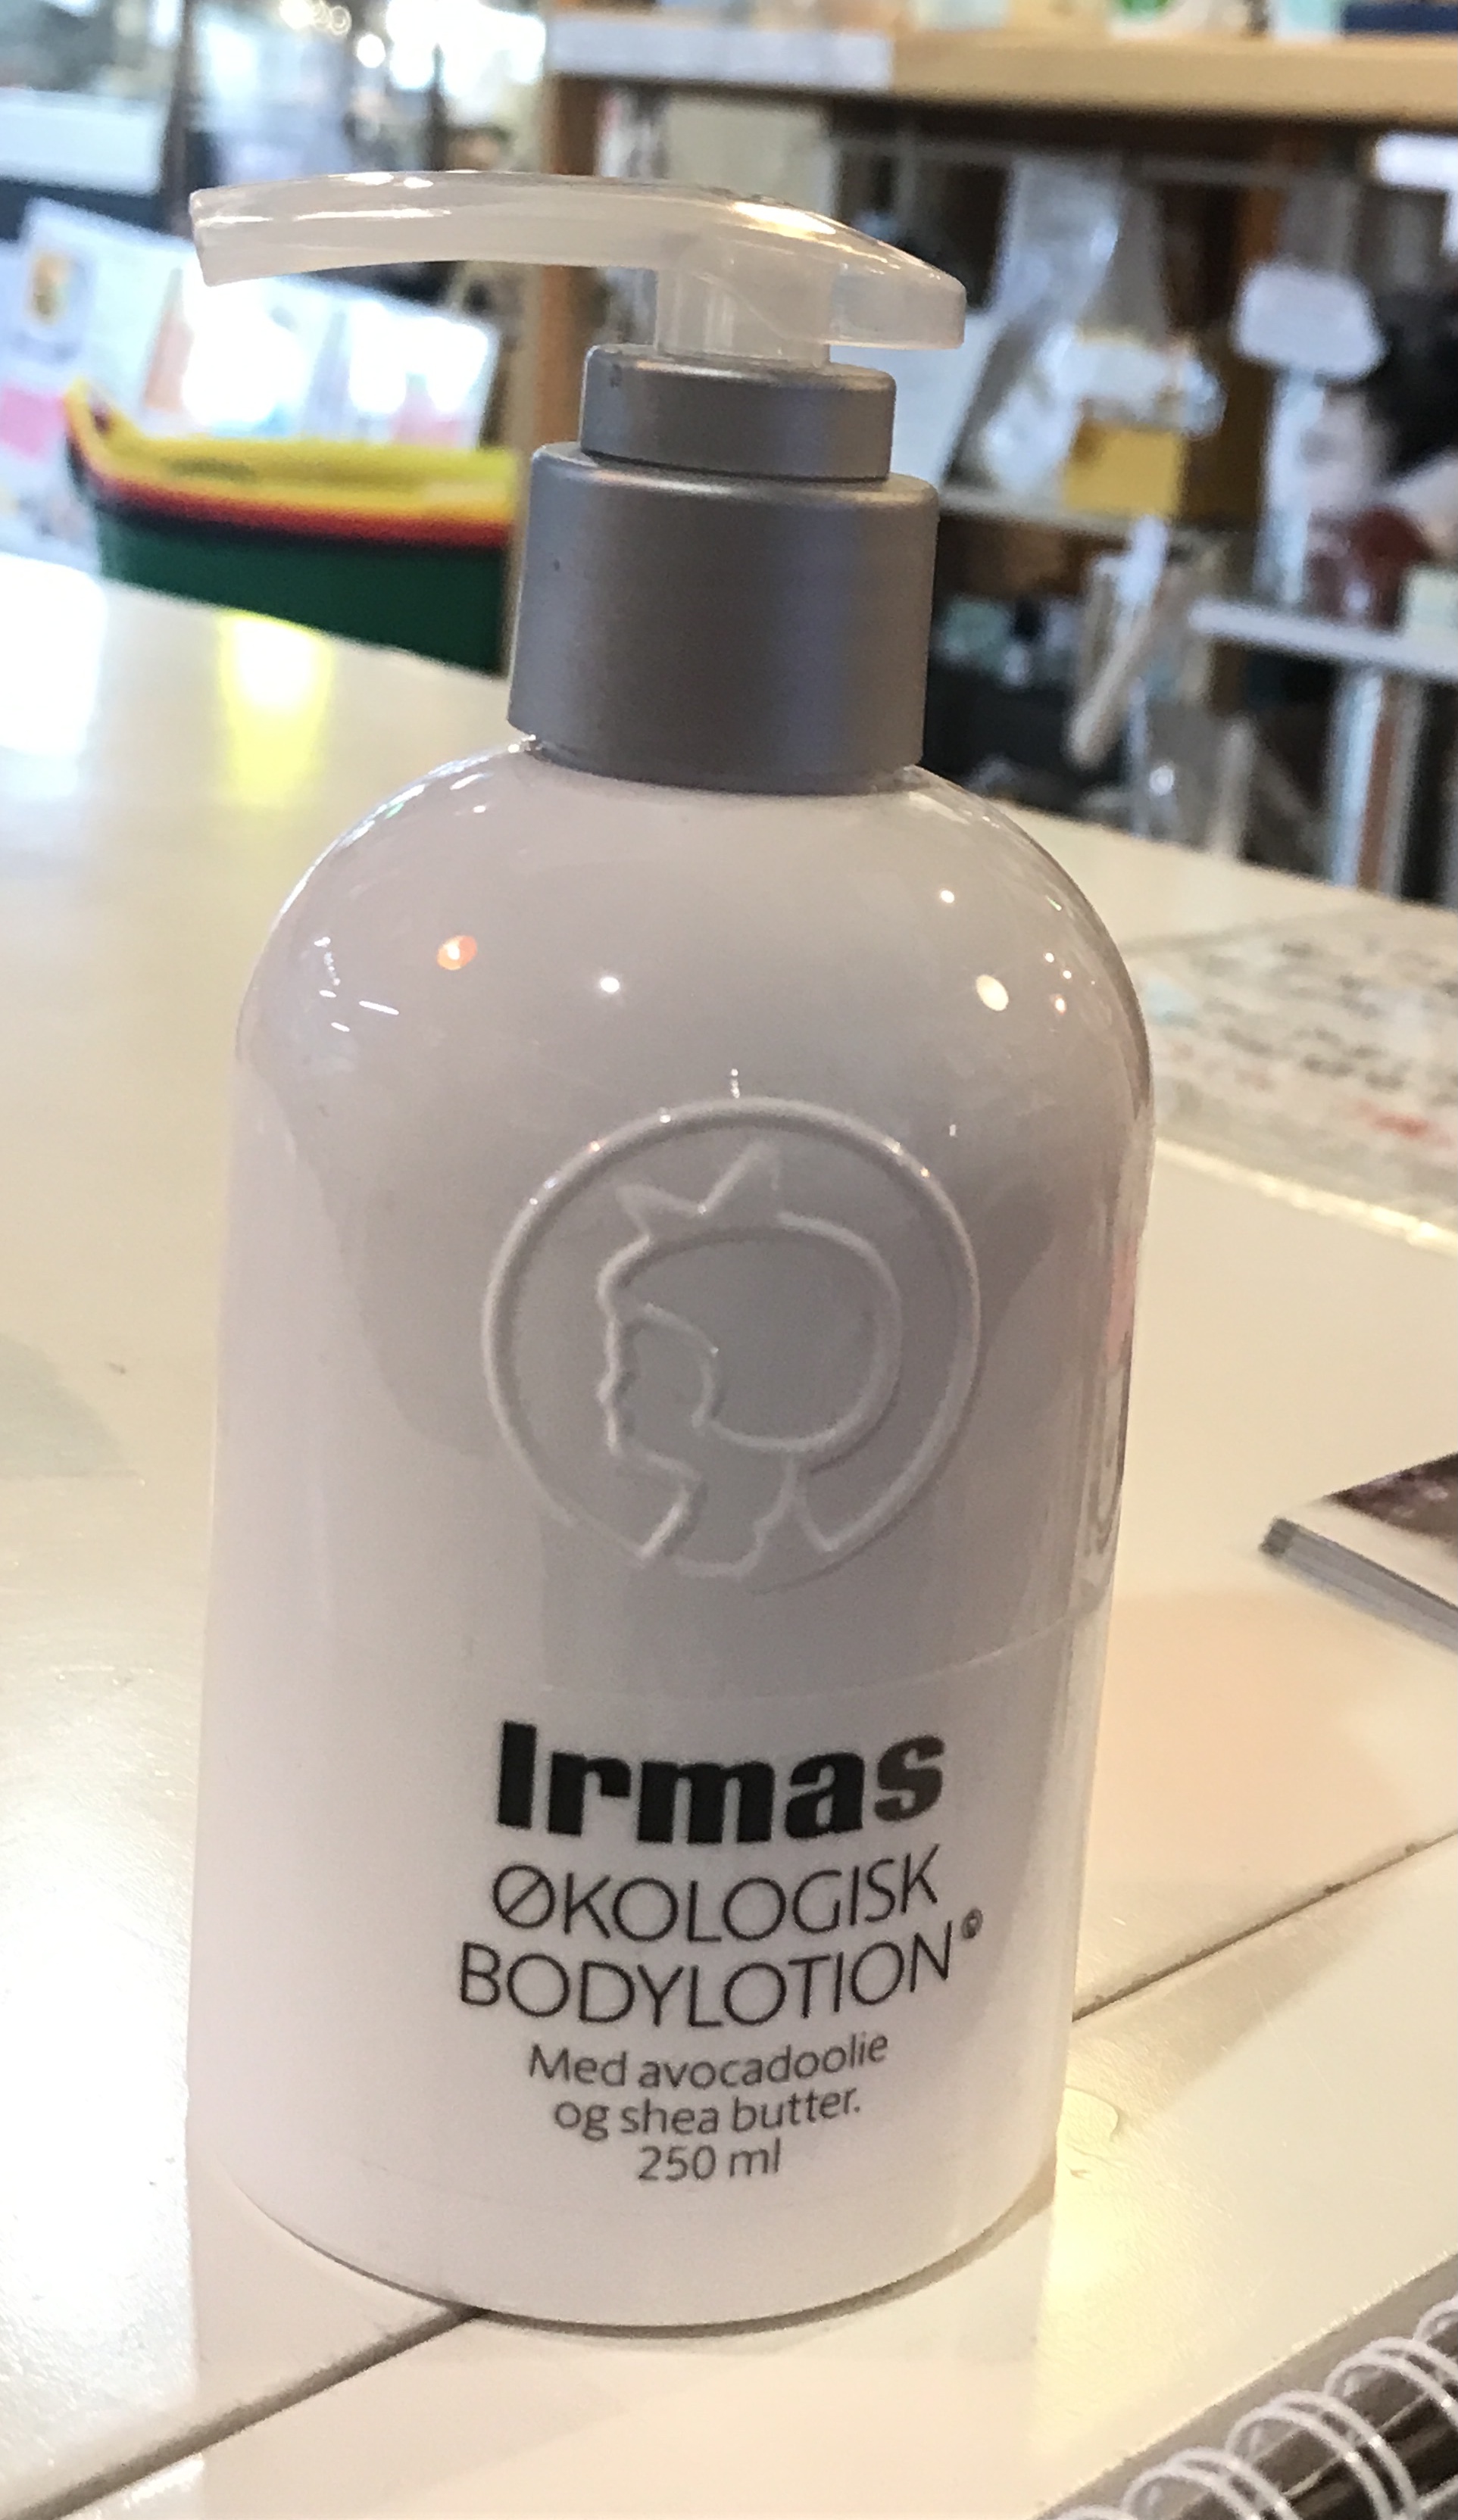 Irmas
ØKOLOGISK
BODYLOTION®
Med avocadoolie
og shea butter.
250 ml